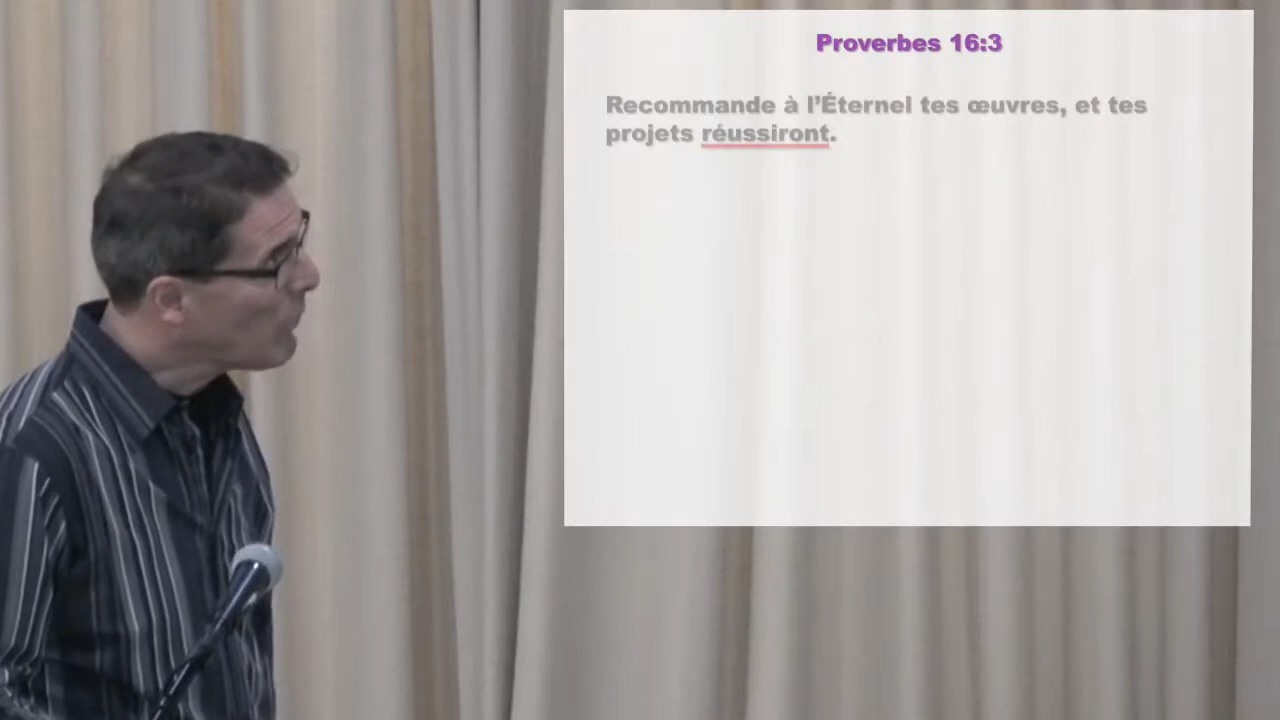 Proverbes 16:3
Recommande à l’Éternel tes œuvres, et tes
projets réussiront.